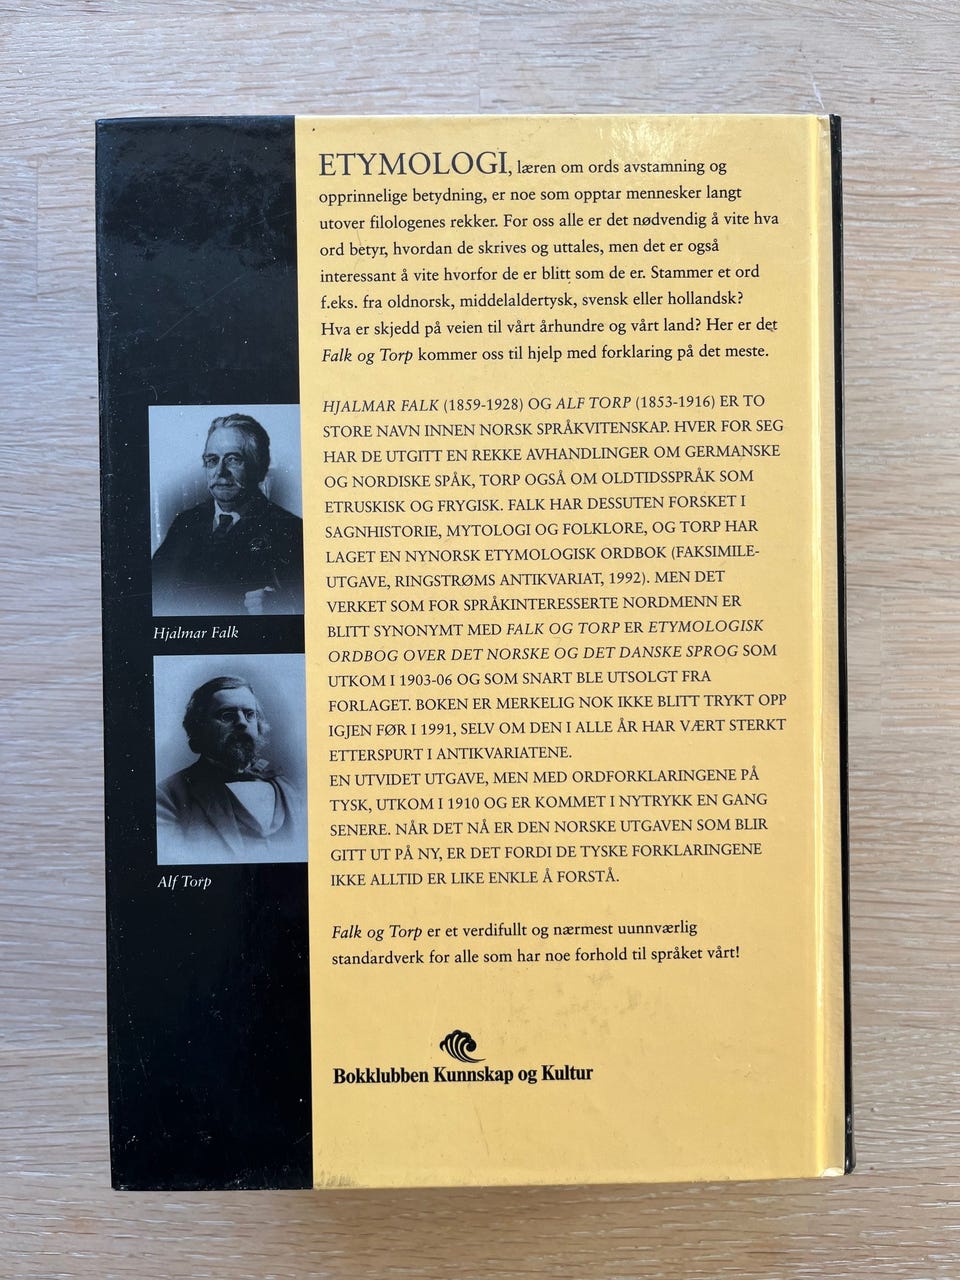 ETYMOLOGI, læren om ords avstamning og
opprinnelige betydning, er noe som opptar mennesker langt
utover filologenes rekker. For oss alle er det nødvendig å vite hva
ord betyr, hvordan de skrives og uttales, men det er også
interessant å vite hvorfor de er blitt som de er. Stammer et ord
f.eks. fra oldnorsk, middelaldertysk, svensk eller hollandsk?
Hva er skjedd på veien til vårt århundre og vårt land? Her er det
Falk og Torp kommer oss til hjelp med forklaring på det meste.
HJALMAR FALK (1859-1928) OG ALF TORP (1853-1916) ER TO
STORE NAVN INNEN NORSK SPRÅKVITENSKAP. HVER FOR SEG
HAR DE UTGITT EN REKKE AVHANDLINGER OM GERMANSKE
OG NORDISKE SPÅK, TORP OGSÅ OM OLDTIDSSPRÅK SOM
ETRUSKISK OG FRYGISK. FALK HAR DESSUTEN FORSKET I
SAGNHISTORIE, MYTOLOGI OG FOLKLORE, OG TORP HAR
LAGET EN NYNORSK ETYMOLOGISK ORDBOK (FAKSIMILE-
UTGAVE, RINGSTRØMS ANTIKVARIAT, 1992). MEN DET
VERKET SOM FOR SPRÅKINTERESSERTE NORDMENN ER
BLITT SYNONYMT MED FALK OG TORP ER ETYMOLOGISK
ORDBOG OVER DET NORSKE OG DET DANSKE SPROG SOM
UTKOM I 1903-06 OG SOM SNART BLE UTSOLGT FRA
FORLAGET. BOKEN ER MERKELIG NOK IKKE BLITT TRYKT OPP
IGJEN FØR I 1991, SELV OM DEN I ALLE ÅR HAR VÆRT STERKT
ETTERSPURT I ANTIKVARIATENE.
EN UTVIDET UTGAVE, MEN MED ORDFORKLARINGENE PÅ
TYSK, UTKOM I 1910 OG ER KOMMET I NYTRYKK EN GANG
SENERE. NÅR DET NÅ ER DEN NORSKE UTGAVEN SOM BLIR
GITT UT PÅ NY, ER DET FORDI DE TYSKE FORKLARINGENE
IKKE ALLTID ER LIKE ENKLE Å FORSTÅ.
Falk og Torp er et verdifullt og nærmest uunnværlig
standardverk for alle som har noe forhold til språket vårt!
Bokklubben Kunnskap og Kultur
Hjalmar Falk
Alf Torp